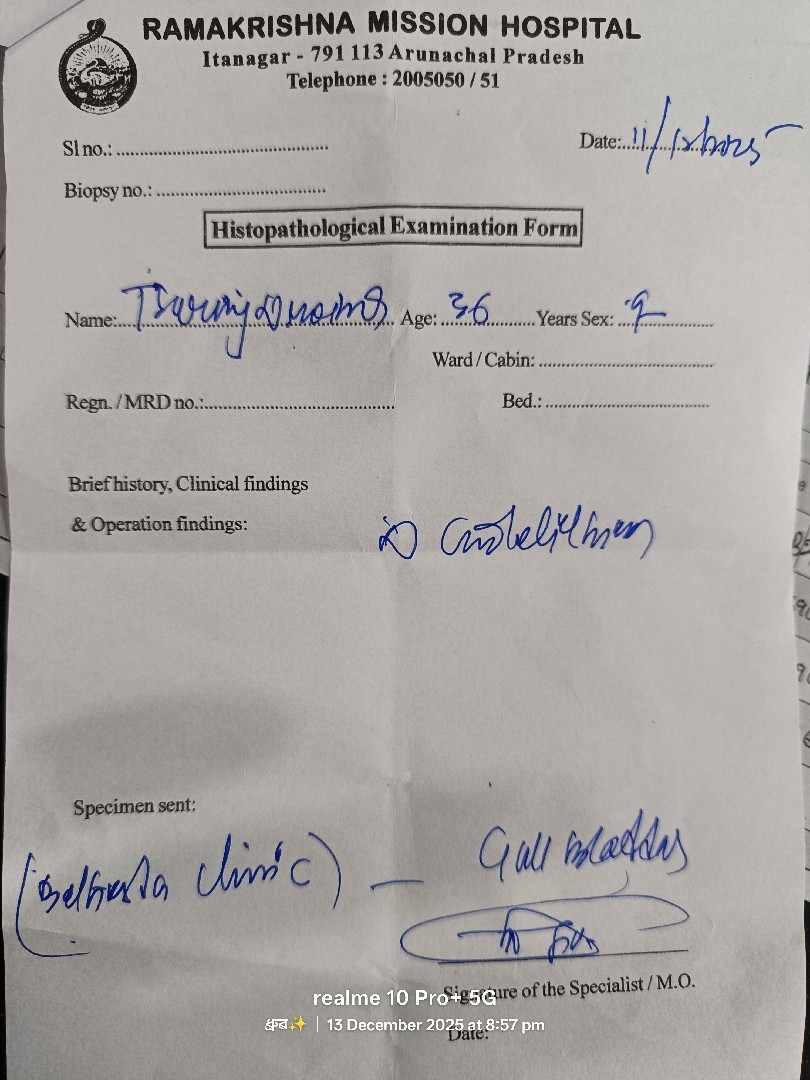 RAMAKRISHNA MISSION HOSPITAL
Itanagar - 791 113 Arunachal Pradesh
Telephone : 2005050 / 51
Sl no.: Date: 11/12/2025
Biopsy no.:
Histopathological Examination Form
Name: Age: 36 Years Sex: ♀
Ward / Cabin:
Regn. / MRD no.: Bed.:
Brief history, Clinical findings
& Operation findings:
Specimen sent:
Gall bladder
( clinic) —
Signature of the Specialist / M.O.
Date:
realme 10 Pro+ 5G
ধ্রুব✨ | 13 December 2025 at 8:57 pm